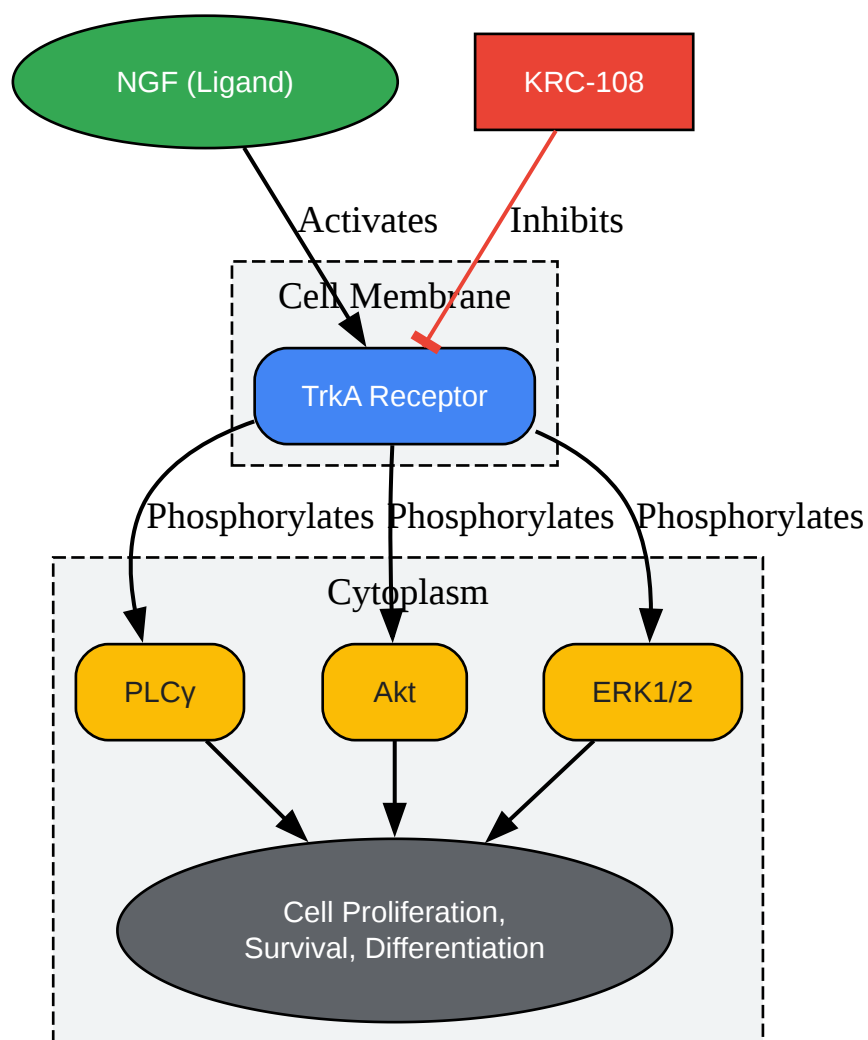 NGF (Ligand)
KRC-108
Activates
Inhibits
Cell Membrane
TrkA Receptor
Phosphorylates
Phosphorylates
Phosphorylates
Cytoplasm
PLCγ
Akt
ERK1/2
Cell Proliferation,
Survival, Differentiation